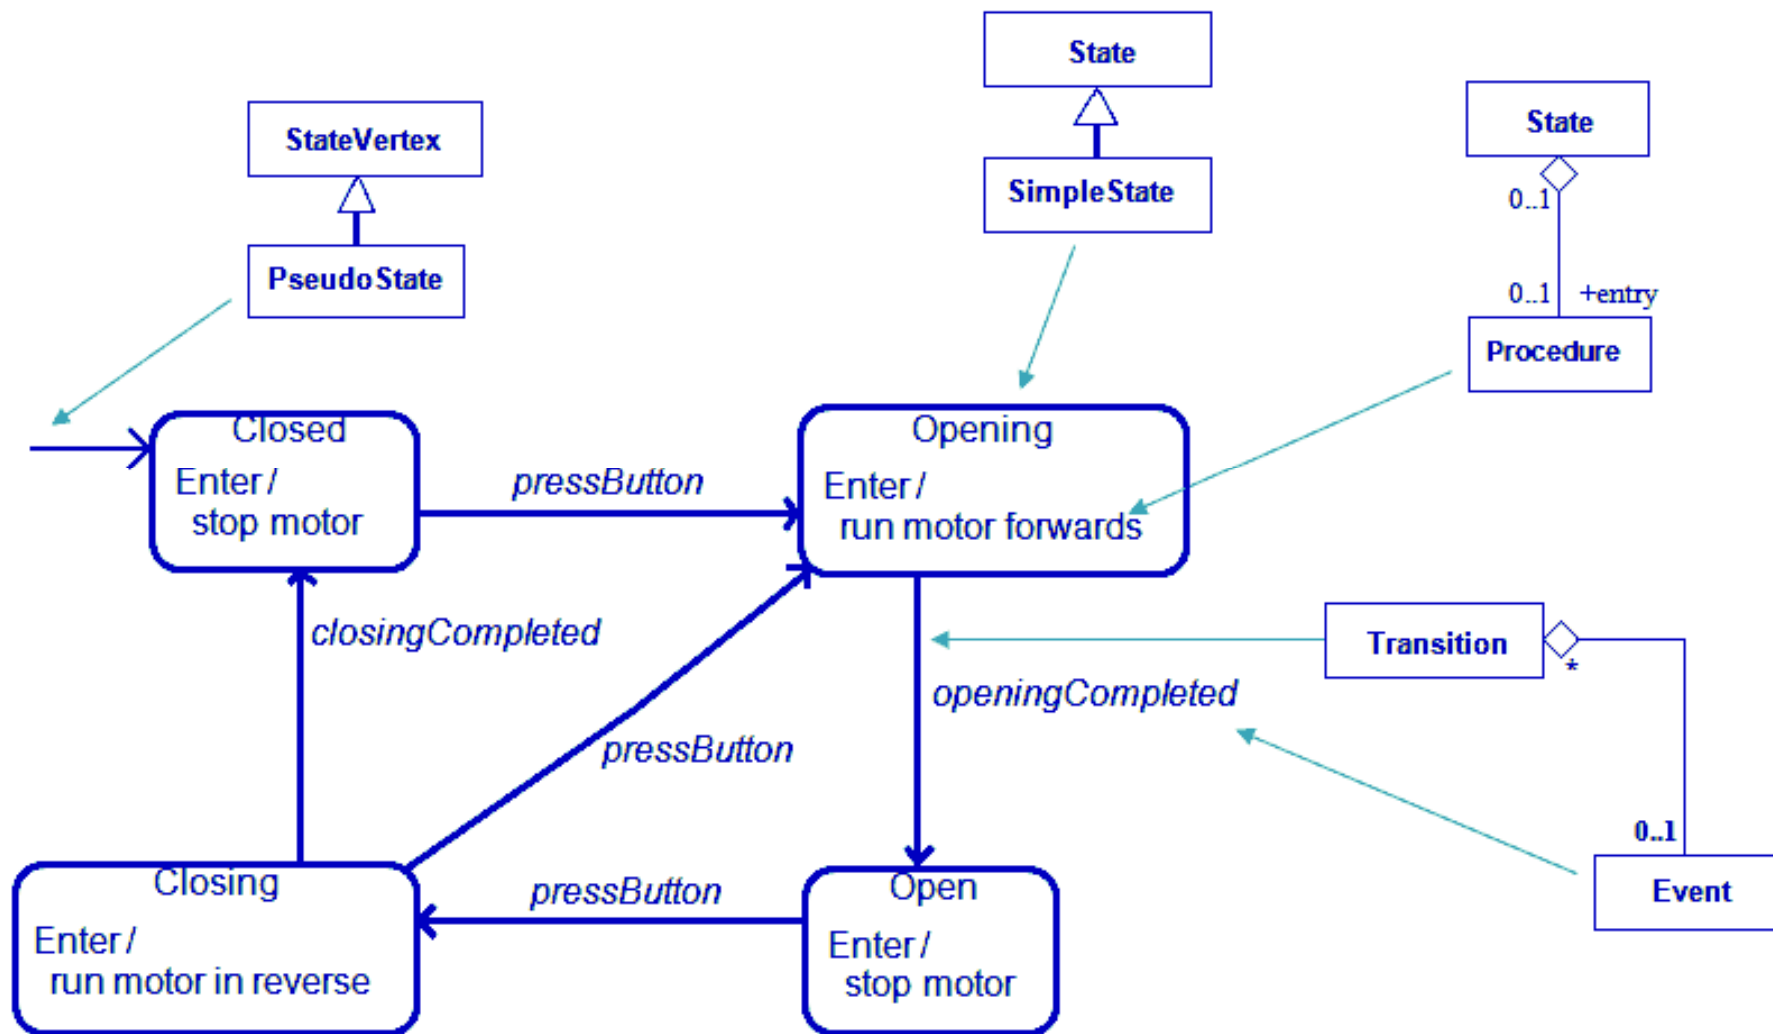 State
State
StateVertex
SimpleState
0..1
PseudoState
0..1 +entry
Procedure
Closed
Enter /
stop motor
pressButton
Opening
Enter /
run motor forwards
closingCompleted
Transition
*
openingCompleted
pressButton
0..1
Closing
Enter /
run motor in reverse
pressButton
Open
Enter /
stop motor
Event